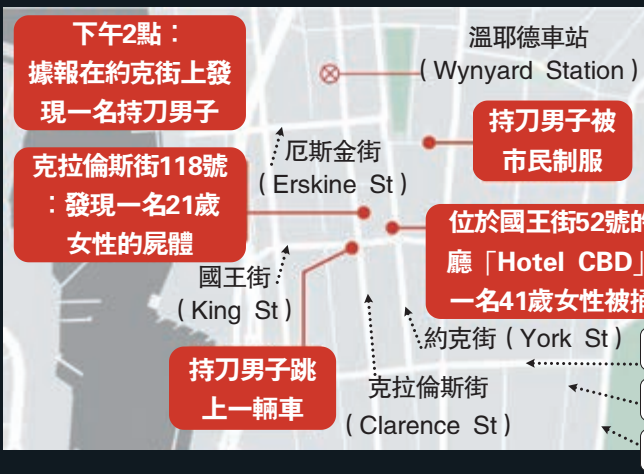 下午2點：
據報在約克街上發
現一名持刀男子
溫耶德車站
（Wynyard Station）
持刀男子被
市民制服
厄斯金街
（Erskine St）
克拉倫斯街118號
：發現一名21歲
女性的屍體
位於國王街52號的
廳「Hotel CBD」
一名41歲女性被捅
國王街
（King St）
約克街（York St）
持刀男子跳
上一輛車
克拉倫斯街
（Clarence St）